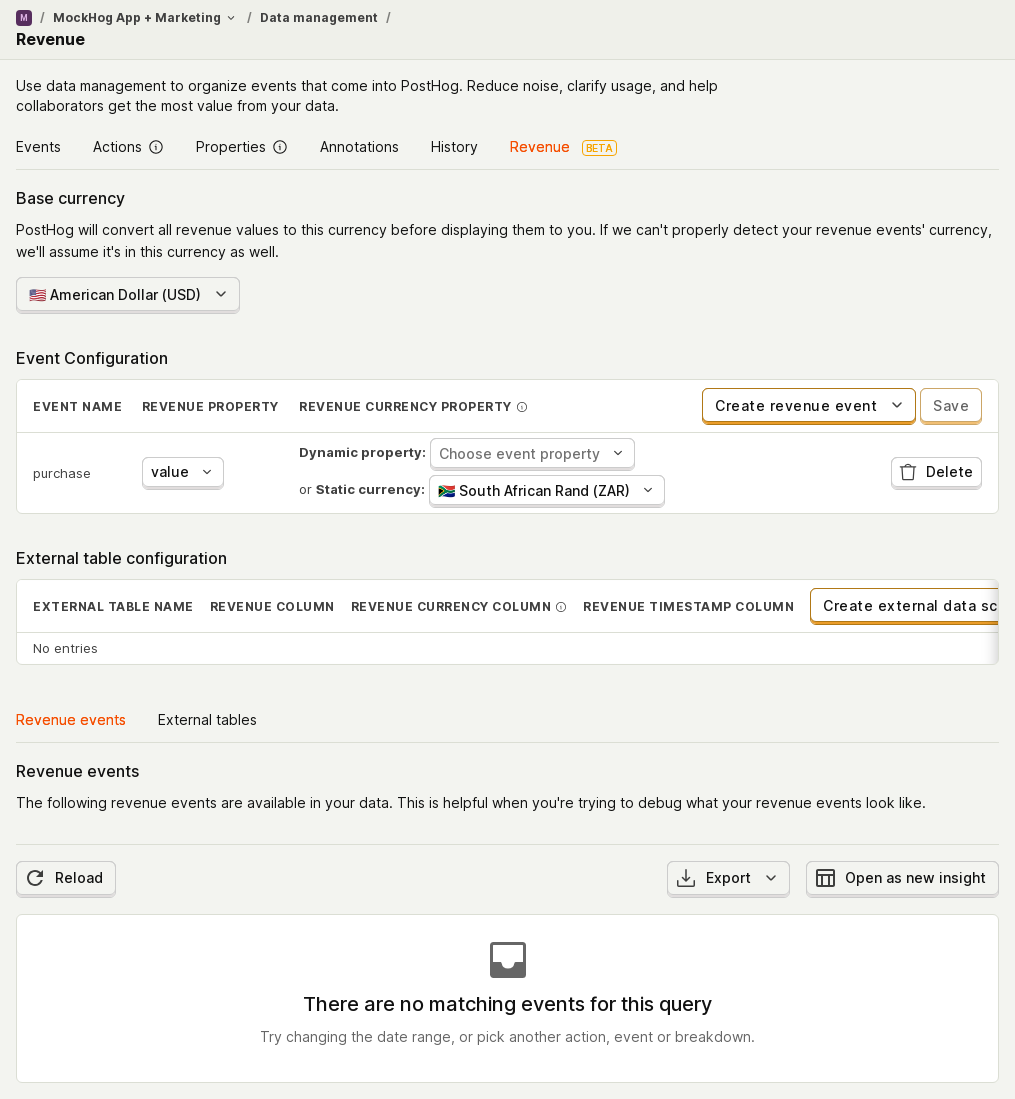 M / MockHog App + Marketing / Data management /
Revenue
Use data management to organize events that come into PostHog. Reduce noise, clarify usage, and help
collaborators get the most value from your data.
Events Actions Properties Annotations History Revenue BETA
Base currency
PostHog will convert all revenue values to this currency before displaying them to you. If we can't properly detect your revenue events' currency,
we'll assume it's in this currency as well.
🇺🇸 American Dollar (USD)
Event Configuration
EVENT NAME REVENUE PROPERTY REVENUE CURRENCY PROPERTY Create revenue event Save
purchase value Dynamic property: Choose event property
or Static currency: 🇿🇦 South African Rand (ZAR) Delete
External table configuration
EXTERNAL TABLE NAME REVENUE COLUMN REVENUE CURRENCY COLUMN REVENUE TIMESTAMP COLUMN Create external data sc
No entries
Revenue events External tables
Revenue events
The following revenue events are available in your data. This is helpful when you're trying to debug what your revenue events look like.
Reload Export Open as new insight
There are no matching events for this query
Try changing the date range, or pick another action, event or breakdown.